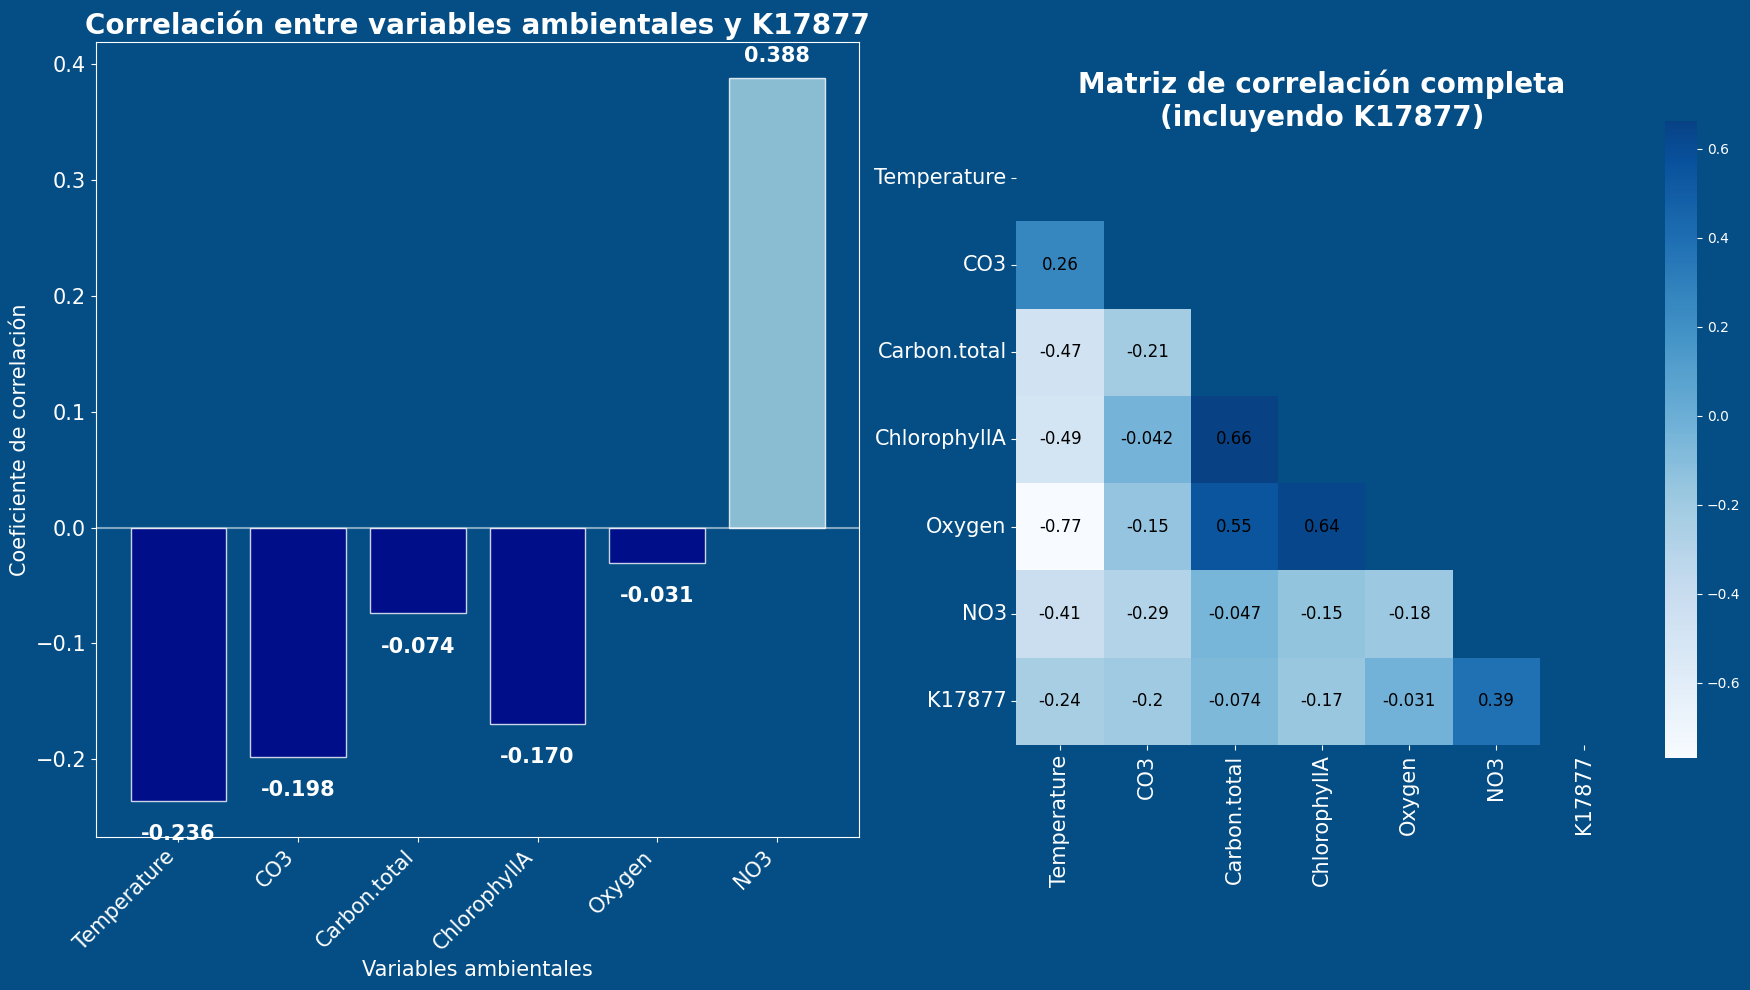 Correlación entre variables ambientales y K17877
Coeficiente de correlación
0.4
0.3
0.2
0.1
0.0
−0.1
−0.2
-0.236
-0.198
-0.074
-0.170
-0.031
0.388
Temperature
CO3
Carbon.total
ChlorophyllA
Oxygen
NO3
Variables ambientales
Matriz de correlación completa
(incluyendo K17877)
Temperature
CO3 0.26
Carbon.total -0.47 -0.21
ChlorophyllA -0.49 -0.042 0.66
Oxygen -0.77 -0.15 0.55 0.64
NO3 -0.41 -0.29 -0.047 -0.15 -0.18
K17877 -0.24 -0.2 -0.074 -0.17 -0.031 0.39
Temperature
CO3
Carbon.total
ChlorophyllA
Oxygen
NO3
K17877
0.6
0.4
0.2
0.0
−0.2
−0.4
−0.6